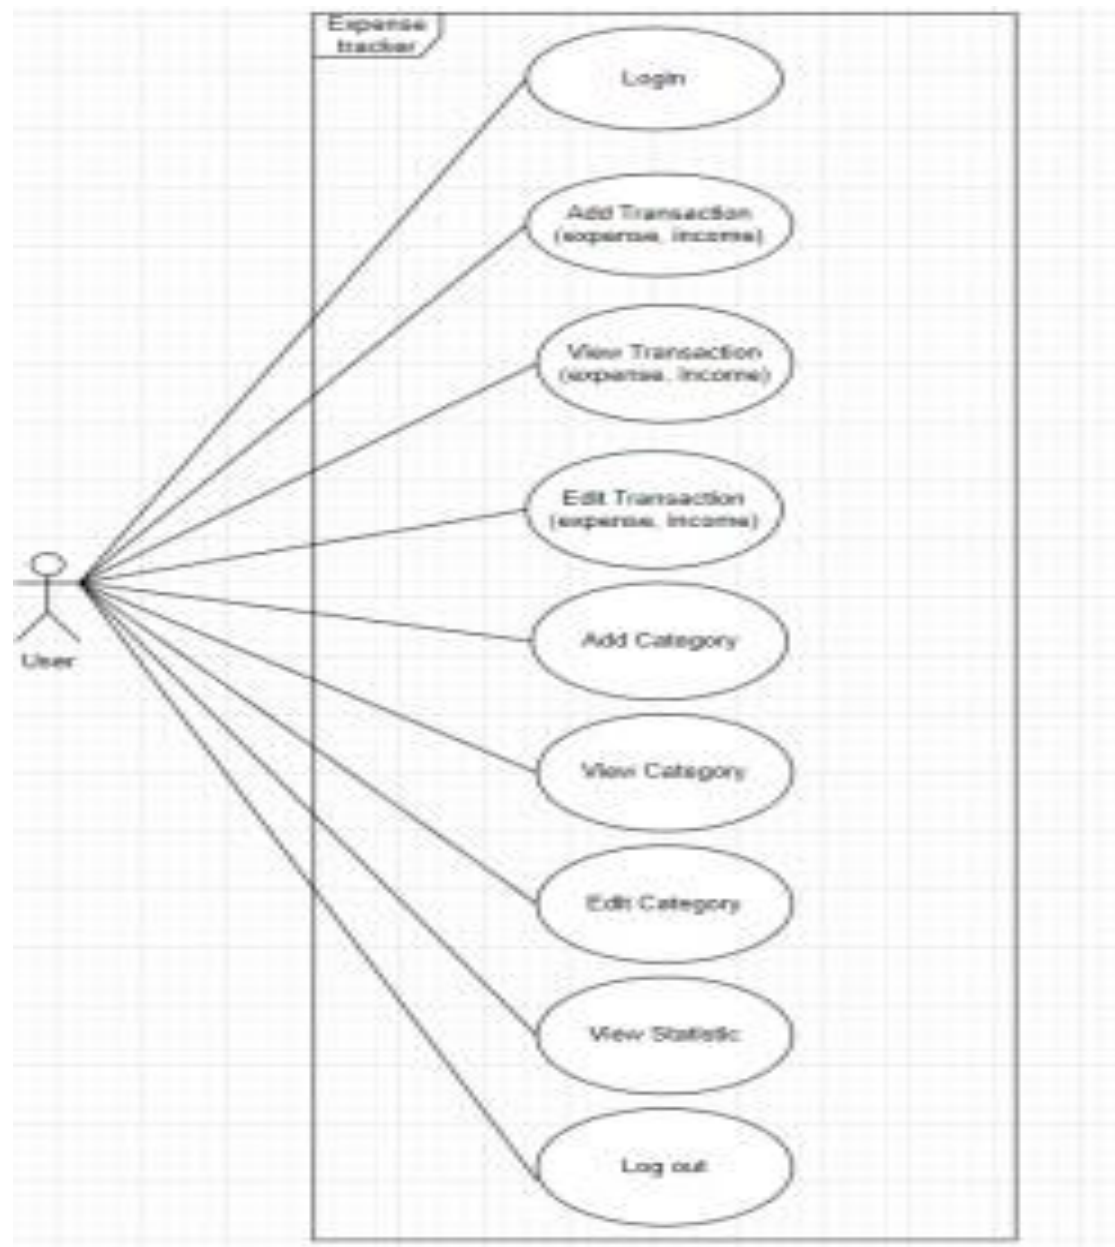 Expense
tracker
Login
Add Transaction
(expense, income)
View Transaction
(expense, income)
Edit Transaction
(expense, income)
Add Category
User
View Category
Edit Category
View Statistic
Log out